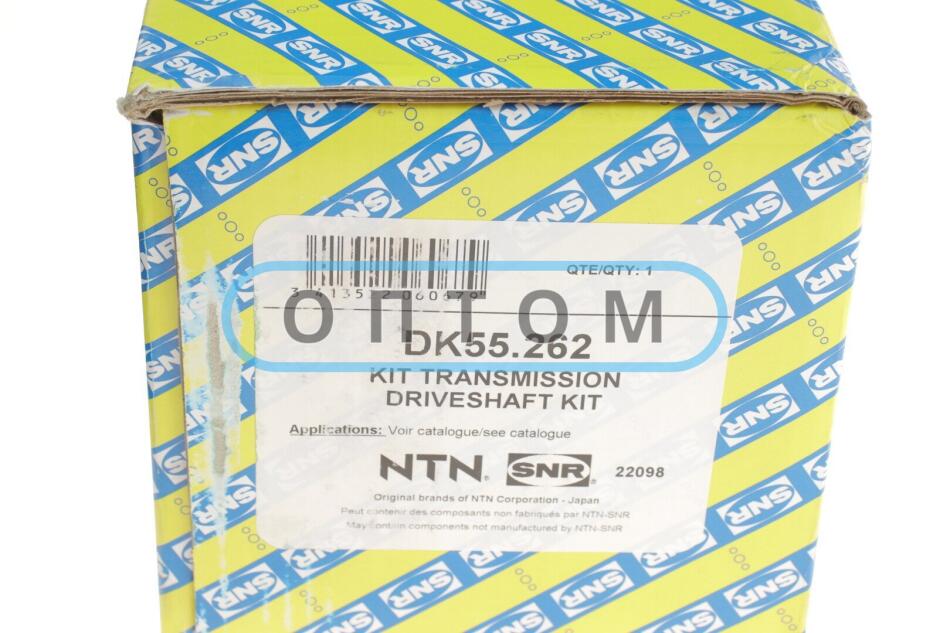 QTE/QTY: 1
ОПТОМ
DK55.262
KIT TRANSMISSION
DRIVESHAFT KIT
Applications: Voir catalogue/see catalogue
NTN® SNR® 22098
Original brands of NTN Corporation - Japan
Peut contenir des composants non fabriqués par NTN-SNR
May contain components not manufactured by NTN-SNR